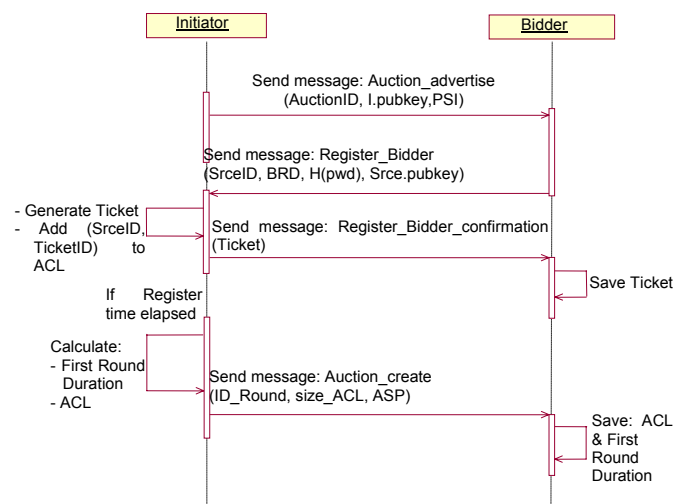 Initiator
Bidder
Send message: Auction_advertise
(AuctionID, I.pubkey,PSI)
Send message: Register_Bidder
(SrceID, BRD, H(pwd), Srce.pubkey)
- Generate Ticket
- Add (SrceID,
TicketID) to
ACL
Send message: Register_Bidder_confirmation
(Ticket)
Save Ticket
If Register
time elapsed
Calculate:
- First Round
Duration
- ACL
Send message: Auction_create
(ID_Round, size_ACL, ASP)
Save: ACL
& First
Round
Duration